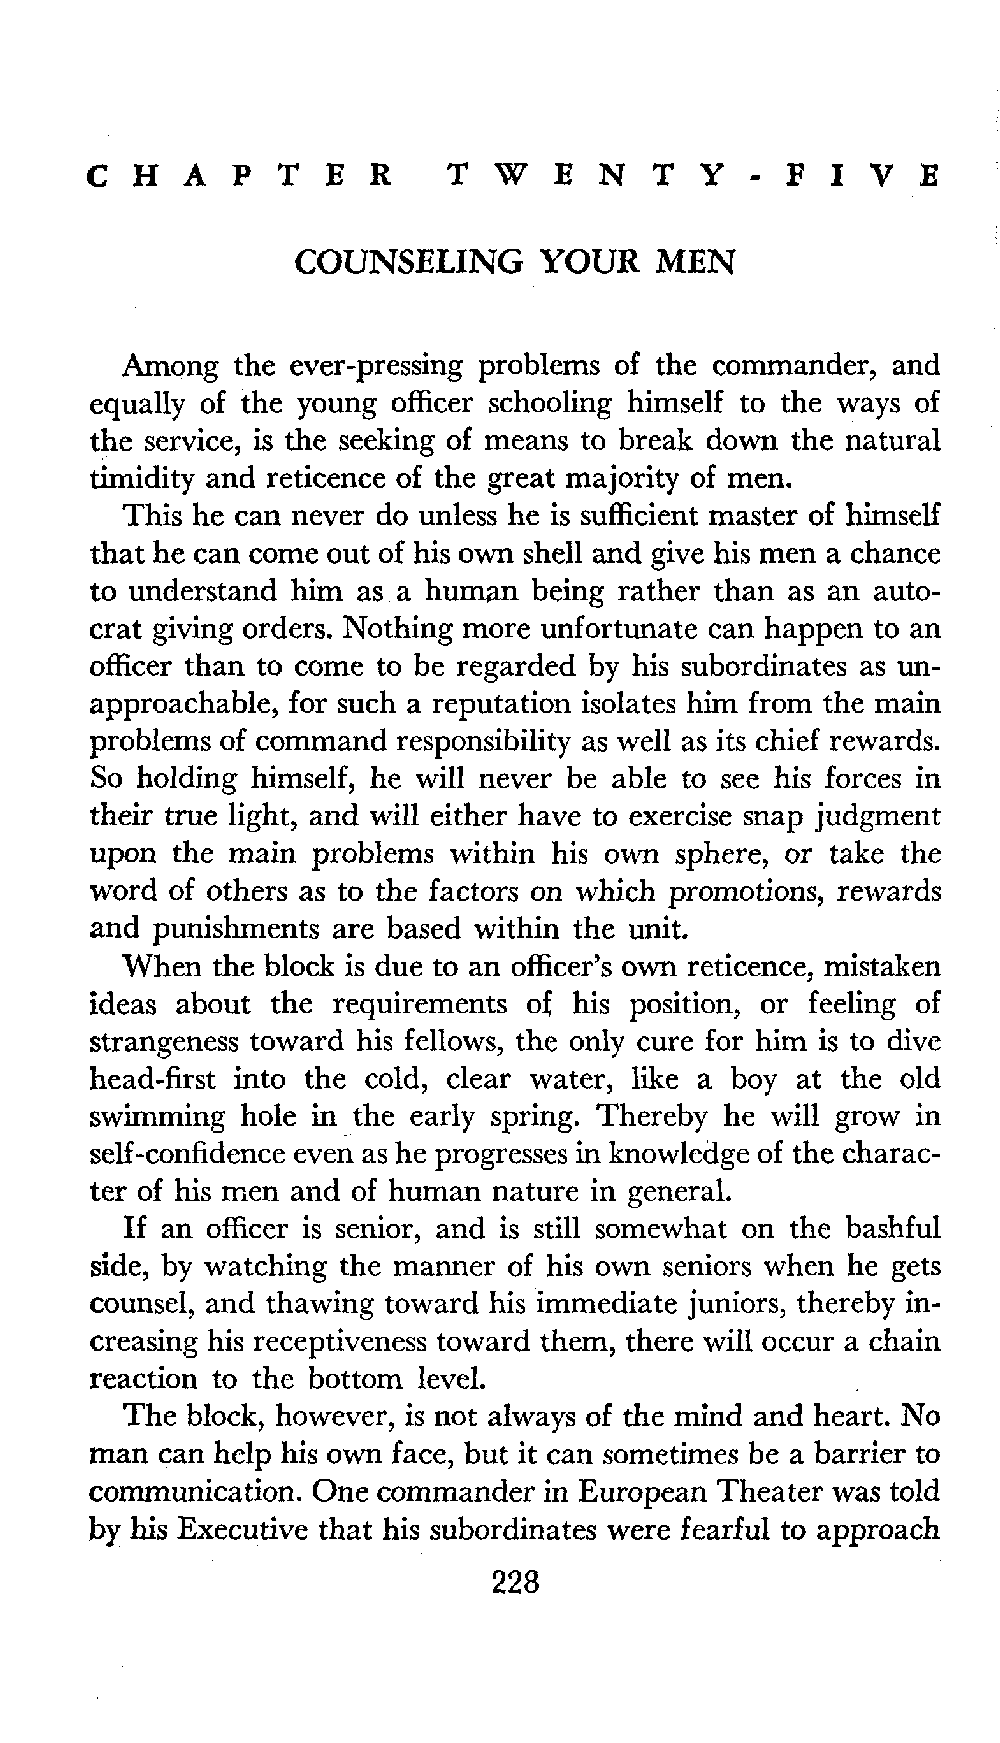 CHAPTER TWENTY-FIVE
COUNSELING YOUR MEN
Among the ever-pressing problems of the commander, and
equally of the young officer schooling himself to the ways of
the service, is the seeking of means to break down the natural
timidity and reticence of the great majority of men.
This he can never do unless he is sufficient master of himself
that he can come out of his own shell and give his men a chance
to understand him as a human being rather than as an auto-
crat giving orders. Nothing more unfortunate can happen to an
officer than to come to be regarded by his subordinates as un-
approachable, for such a reputation isolates him from the main
problems of command responsibility as well as its chief rewards.
So holding himself, he will never be able to see his forces in
their true light, and will either have to exercise snap judgment
upon the main problems within his own sphere, or take the
word of others as to the factors on which promotions, rewards
and punishments are based within the unit.
When the block is due to an officer's own reticence, mistaken
ideas about the requirements of his position, or feeling of
strangeness toward his fellows, the only cure for him is to dive
head-first into the cold, clear water, like a boy at the old
swimming hole in the early spring. Thereby he will grow in
self-confidence even as he progresses in knowledge of the charac-
ter of his men and of human nature in general.
If an officer is senior, and is still somewhat on the bashful
side, by watching the manner of his own seniors when he gets
counsel, and thawing toward his immediate juniors, thereby in-
creasing his receptiveness toward them, there will occur a chain
reaction to the bottom level.
The block, however, is not always of the mind and heart. No
man can help his own face, but it can sometimes be a barrier to
communication. One commander in European Theater was told
by his Executive that his subordinates were fearful to approach
228